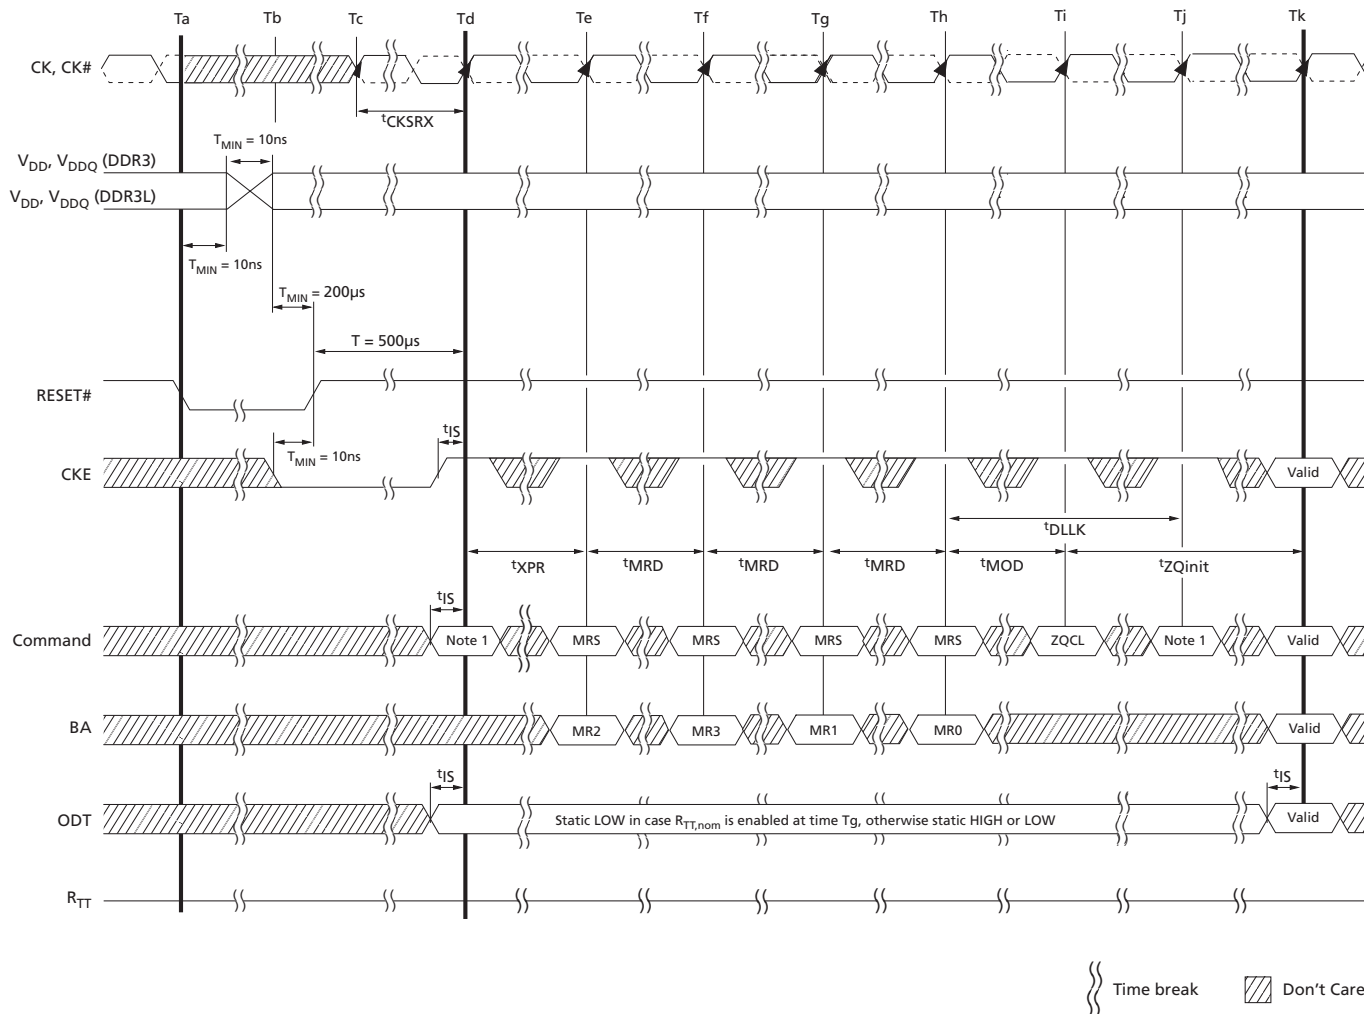 Ta Tb Tc Td Te Tf Tg Th Ti Tj Tk
CK, CK#
tCKSRX
TMIN = 10ns
VDD, VDDQ (DDR3)
VDD, VDDQ (DDR3L)
TMIN = 10ns
TMIN = 200µs
T = 500µs
RESET#
tIS
TMIN = 10ns
CKE
Valid
tDLLK
tXPR tMRD tMRD tMRD tMOD tZQinit
tIS
Command Note 1 MRS MRS MRS MRS ZQCL Note 1 Valid
BA MR2 MR3 MR1 MR0 Valid
tIS tIS
ODT Static LOW in case RTT,nom is enabled at time Tg, otherwise static HIGH or LOW Valid
RTT
Time break Don't Care